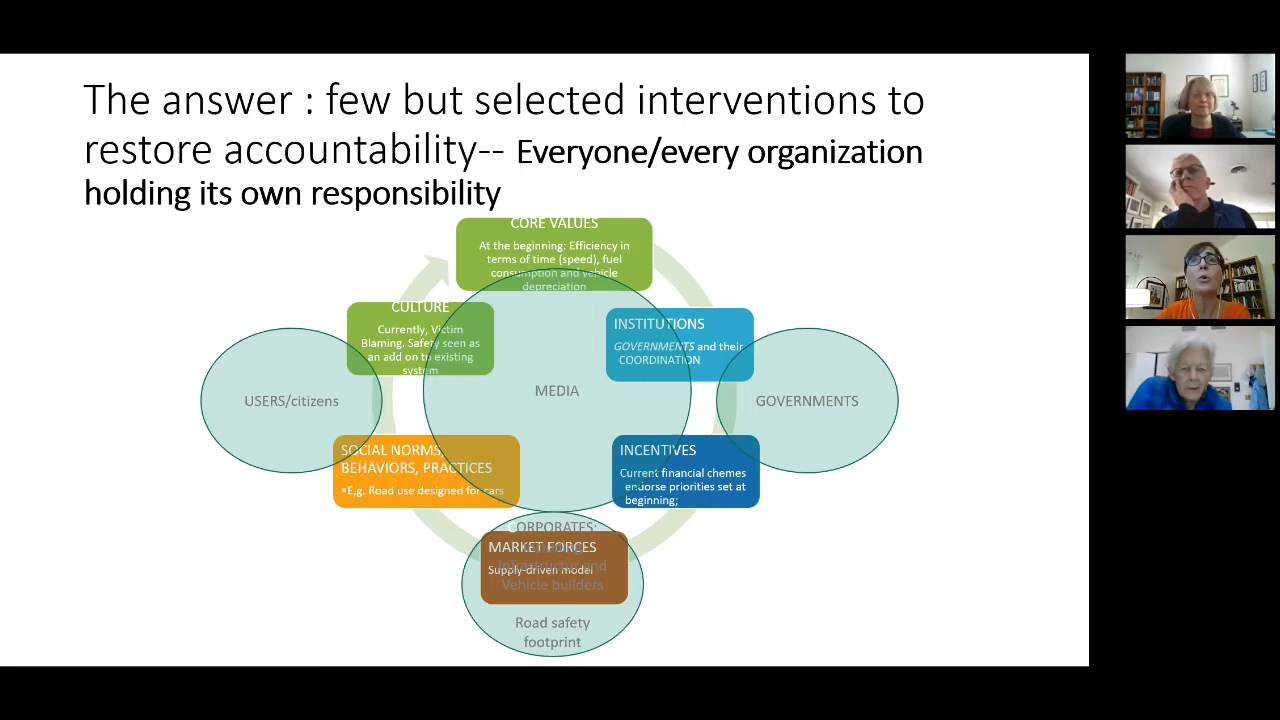 The answer : few but selected interventions to
restore accountability-- Everyone/every organization
holding its own responsibility
CORE VALUES
At the beginning: Efficiency in
terms of time (speed), fuel
consumption and vehicle
depreciation
CULTURE
Currently, Victim
Blaming. Safety seen as
an add on to existing
system
INSTITUTIONS
GOVERNMENTS and their
COORDINATION
USERS/citizens
MEDIA
GOVERNMENTS
SOCIAL NORMS,
BEHAVIORS, PRACTICES
•E,g. Road use designed for cars
INCENTIVES
Current financial chemes
endorse priorities set at
beginning;
CORPORATES:
MARKET FORCES
Supply-driven model
and
Vehicle builders
Road safety
footprint